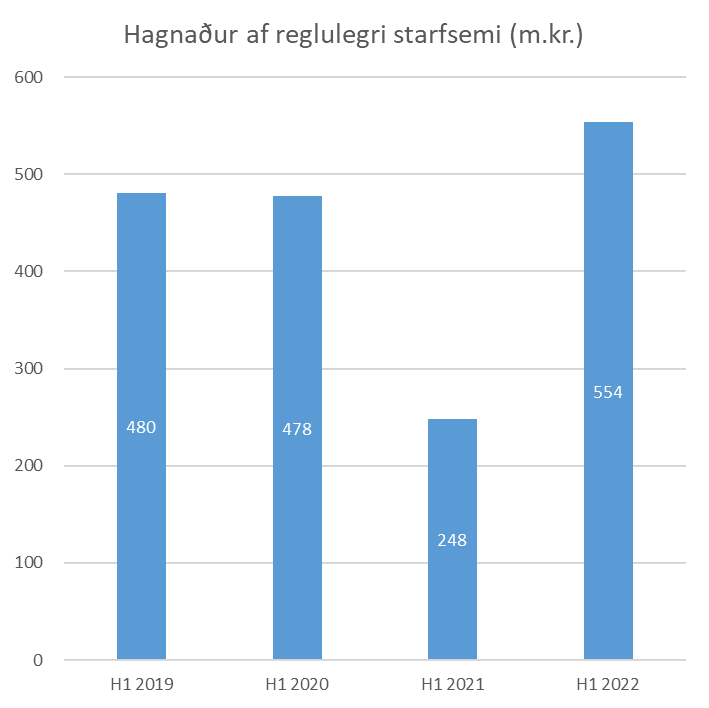 Hagnaður af reglulegri starfsemi (m.kr.)
600
500
400
300
200
100
0
480
478
248
554
H1 2019
H1 2020
H1 2021
H1 2022